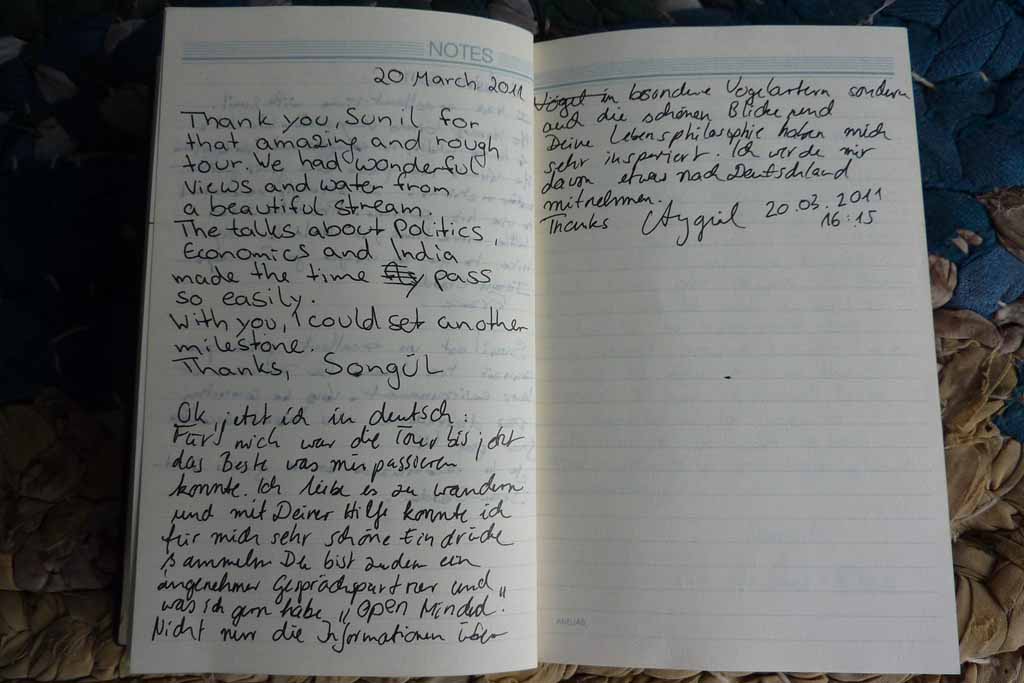 NOTES
20 March 2011
Thank you, Sunil for
that amazing and rough
tour. We had wonderful
views and water from
a beautiful stream.
The talks about Politics,
Economics and India
made the time pass
so easily.
With you, I could set another
milestone.
Thanks, Songül
Ok, jetzt ich in deutsch:
Für mich war die Tour bis jetzt
das Beste was mir passieren
konnte. Ich liebe es zu wandern
und mit Deiner Hilfe konnte ich
für mich sehr schöne Eindrücke
sammeln. Du bist zudem ein
angenehmer Gesprächspartner und
was ich gern habe "open minded".
Nicht nur die Informationen über
Vögel in besondere Vogelarten sondern
auch die schönen Blicke und
Deine Lebensphilosophie haben mich
sehr inspiriert. Ich werde mir
davon etwas nach Deutschland
mitnehmen.
Thanks Aygül 20.03.2011
16:15